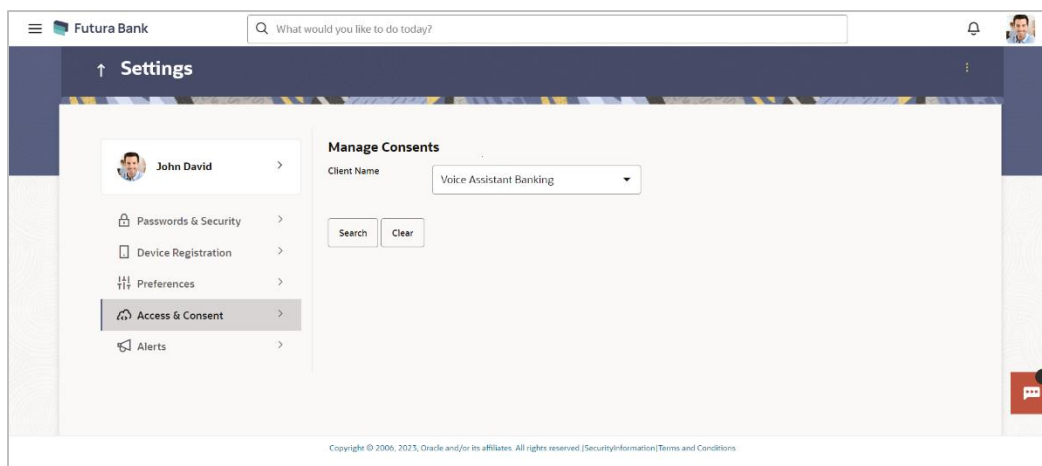 Futura Bank
What would you like to do today?
↑ Settings
John David
Passwords & Security
Device Registration
Preferences
Access & Consent
Alerts
Manage Consents
Client Name
Voice Assistant Banking
Search
Clear
Copyright © 2006, 2023, Oracle and/or its affiliates. All rights reserved.|SecurityInformation|Terms and Conditions